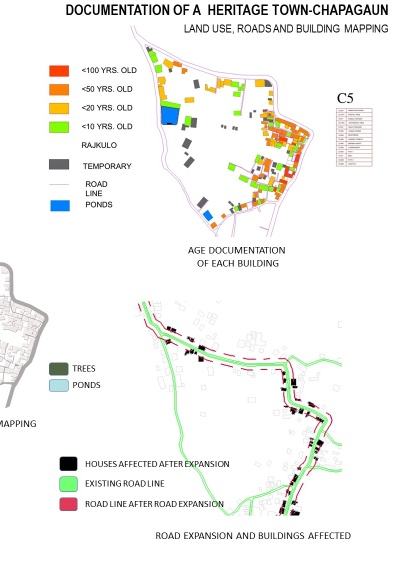 DOCUMENTATION OF A HERITAGE TOWN-CHAPAGAUN
LAND USE, ROADS AND BUILDING MAPPING
<100 YRS. OLD
<50 YRS. OLD
<20 YRS. OLD
<10 YRS. OLD
RAJKULO
TEMPORARY
ROAD
LINE
PONDS
C5
AGE DOCUMENTATION
OF EACH BUILDING
TREES
PONDS
MAPPING
HOUSES AFFECTED AFTER EXPANSION
EXISTING ROAD LINE
ROAD LINE AFTER ROAD EXPANSION
ROAD EXPANSION AND BUILDINGS AFFECTED